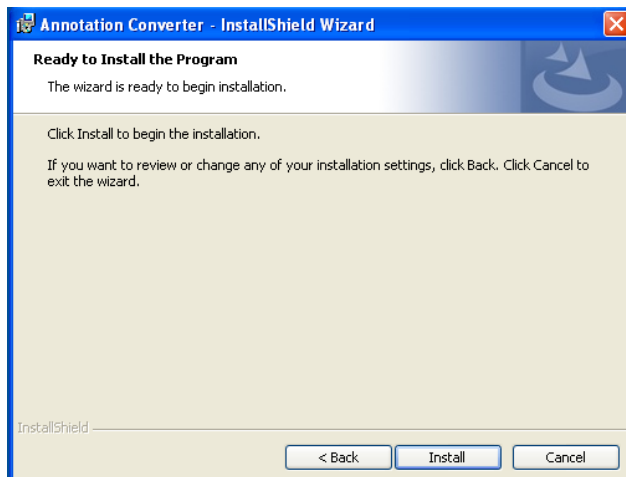 Annotation Converter - InstallShield Wizard
Ready to Install the Program
The wizard is ready to begin installation.
Click Install to begin the installation.
If you want to review or change any of your installation settings, click Back. Click Cancel to
exit the wizard.
InstallShield
< Back Install Cancel